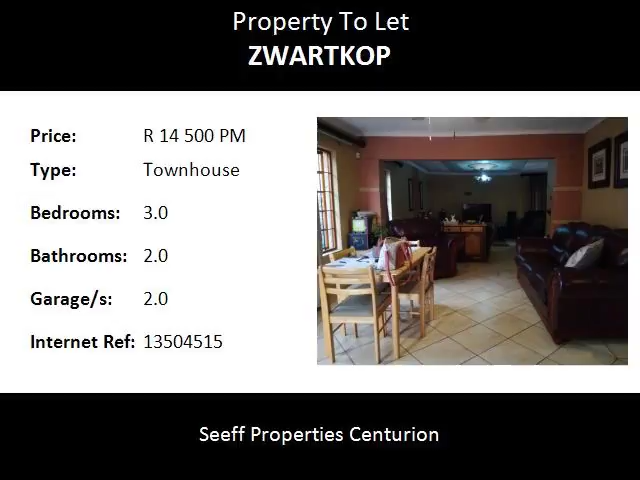 Property To Let
ZWARTKOP
Price: R 14 500 PM
Type: Townhouse
Bedrooms: 3.0
Bathrooms: 2.0
Garage/s: 2.0
Internet Ref: 13504515
Seeff Properties Centurion